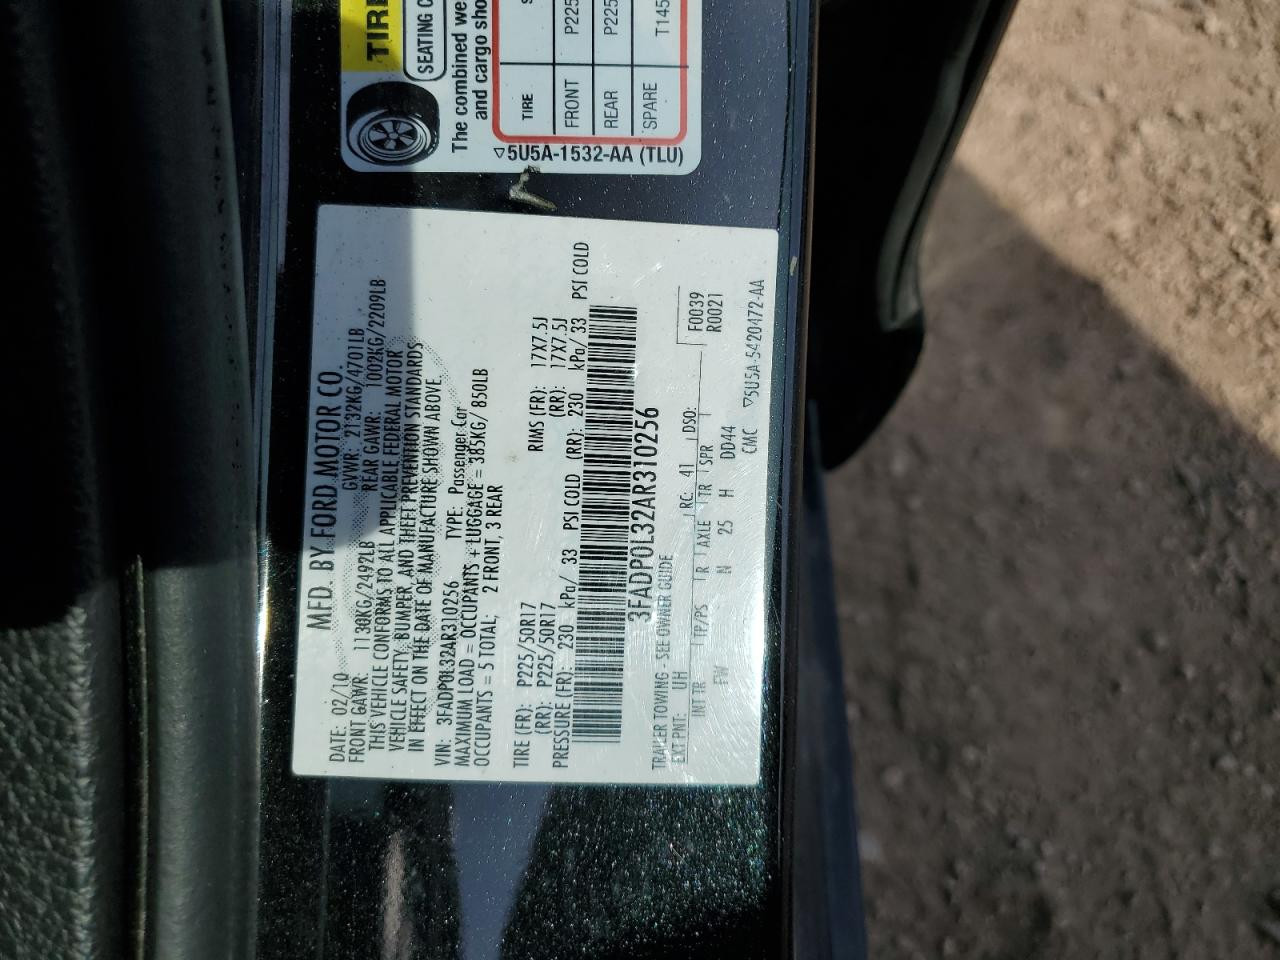 MFD. BY FORD MOTOR CO.
DATE: 02/10 GVWR: 2132KG/4701LB
FRONT GAWR: 1130KG/2492LB REAR GAWR: 1002KG/2209LB
THIS VEHICLE CONFORMS TO ALL APPLICABLE FEDERAL MOTOR
VEHICLE SAFETY, BUMPER, AND THEFT PREVENTION STANDARDS
IN EFFECT ON THE DATE OF MANUFACTURE SHOWN ABOVE
VIN: 3FADP0L32AR310256 TYPE: Passenger Car
MAXIMUM LOAD = OCCUPANTS + LUGGAGE = 385KG/ 850LB
OCCUPANTS = 5 TOTAL; 2 FRONT, 3 REAR
TIRE (FR): P225/50R17 RIMS (FR): 17X7.5J
(RR): P225/50R17 (RR): 17X7.5J
PRESSURE (FR): 230 kPa/ 33 PSI COLD (RR): 230 kPa/ 33 PSI COLD
3FADP0L32AR310256
F0039
R0021
TRAILER TOWING - SEE OWNER GUIDE
EXT PNT: UH RC: 41 DSO:
INT TR TP/PS R AXLE TR SPR
FW N 25 H DD44
CMC ▽5U5A-5420472-AA
TIRE
SEATING C
The combined we
and cargo sho
TIRE S
FRONT P225
REAR P225
SPARE T145
▽5U5A-1532-AA (TLU)